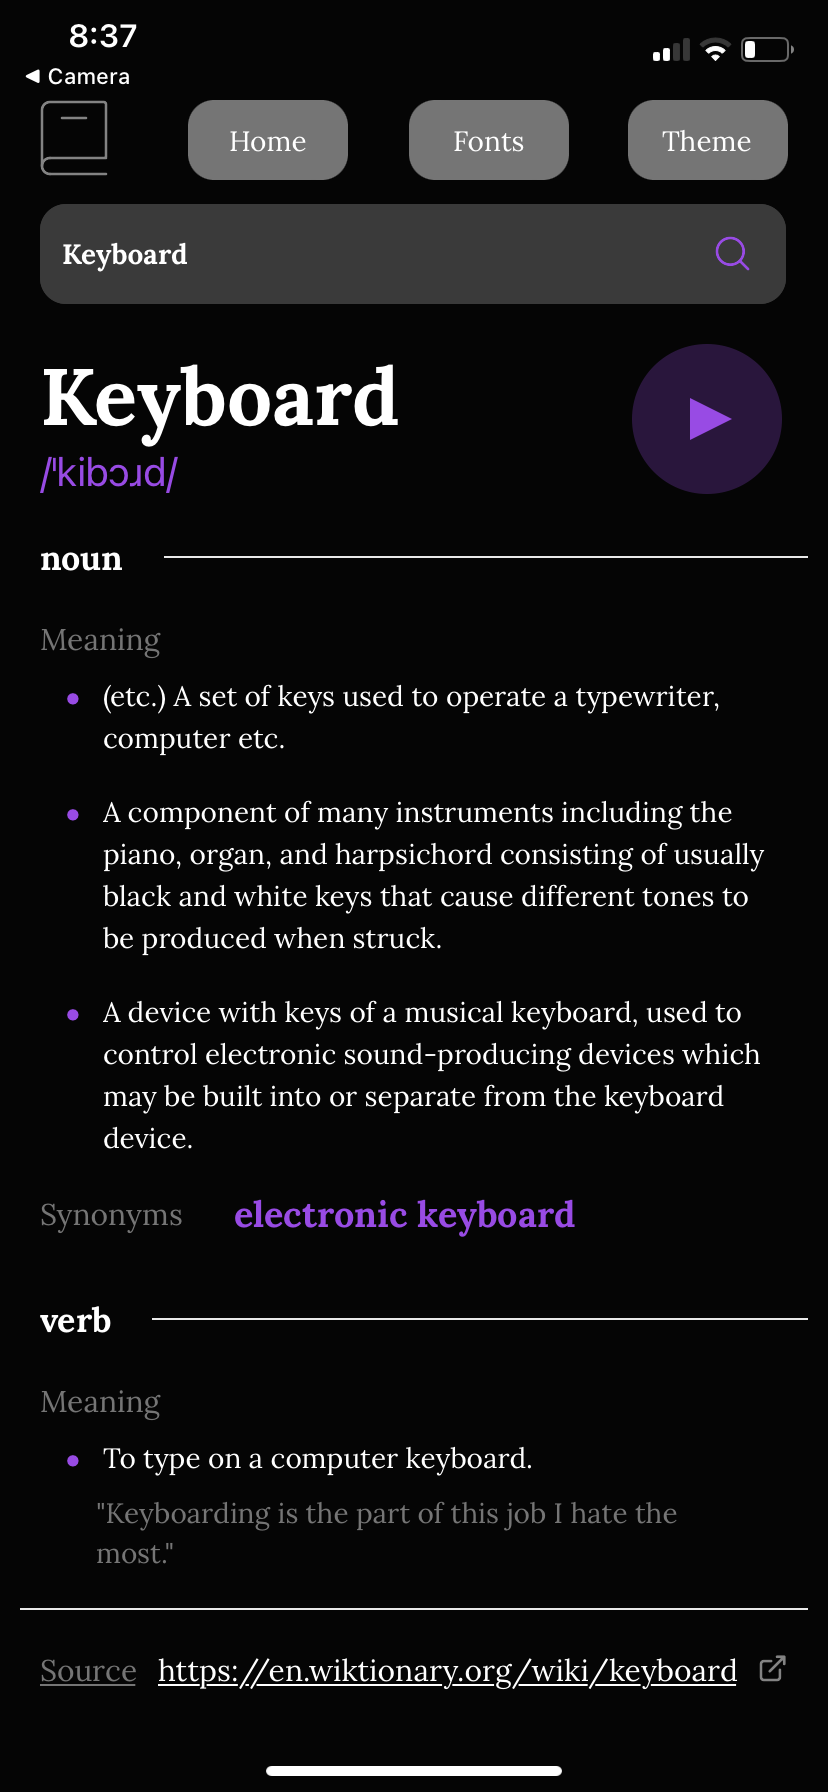 8:37
◀ Camera
Home
Fonts
Theme
Keyboard
Keyboard
/ˈkibɔɹd/
noun
Meaning
(etc.) A set of keys used to operate a typewriter,
computer etc.
A component of many instruments including the
piano, organ, and harpsichord consisting of usually
black and white keys that cause different tones to
be produced when struck.
A device with keys of a musical keyboard, used to
control electronic sound-producing devices which
may be built into or separate from the keyboard
device.
Synonyms electronic keyboard
verb
Meaning
To type on a computer keyboard.
"Keyboarding is the part of this job I hate the
most."
Source https://en.wiktionary.org/wiki/keyboard